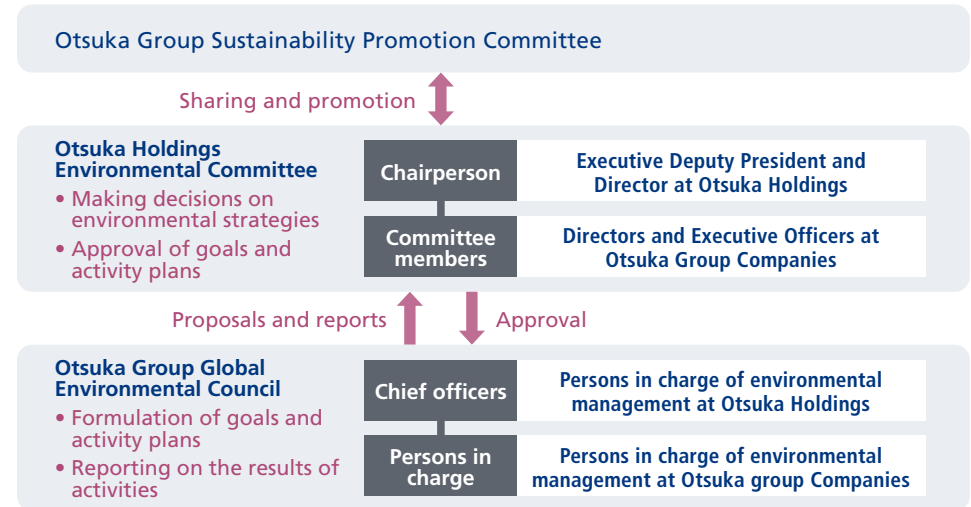 Otsuka Group Sustainability Promotion Committee
Sharing and promotion
Otsuka Holdings
Environmental Committee
• Making decisions on
environmental strategies
• Approval of goals and
activity plans
Chairperson
Executive Deputy President and
Director at Otsuka Holdings
Committee
members
Directors and Executive Officers at
Otsuka Group Companies
Proposals and reports
Approval
Otsuka Group Global
Environmental Council
• Formulation of goals and
activity plans
• Reporting on the results of
activities
Chief officers
Persons in charge of environmental
management at Otsuka Holdings
Persons in
charge
Persons in charge of environmental
management at Otsuka group Companies